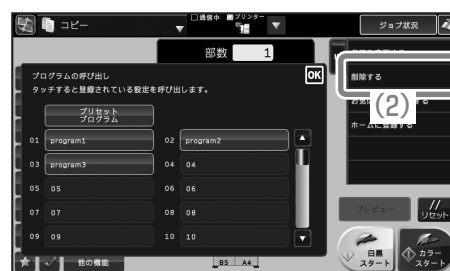 コピー
通信中
プリンター
ジョブ状況
部数 1
プログラムの呼び出し
OK
タッチすると登録されている設定を呼び出します。
プリセット
プログラム
01 program1
02 program2
03 program3
04 04
05 05
06 06
07 07
08 08
09 09
10 10
削除する
(2)
ホームに登録する
プレビュー
リセット
白黒
スタート
カラー
スタート
他の機能
B5 A4